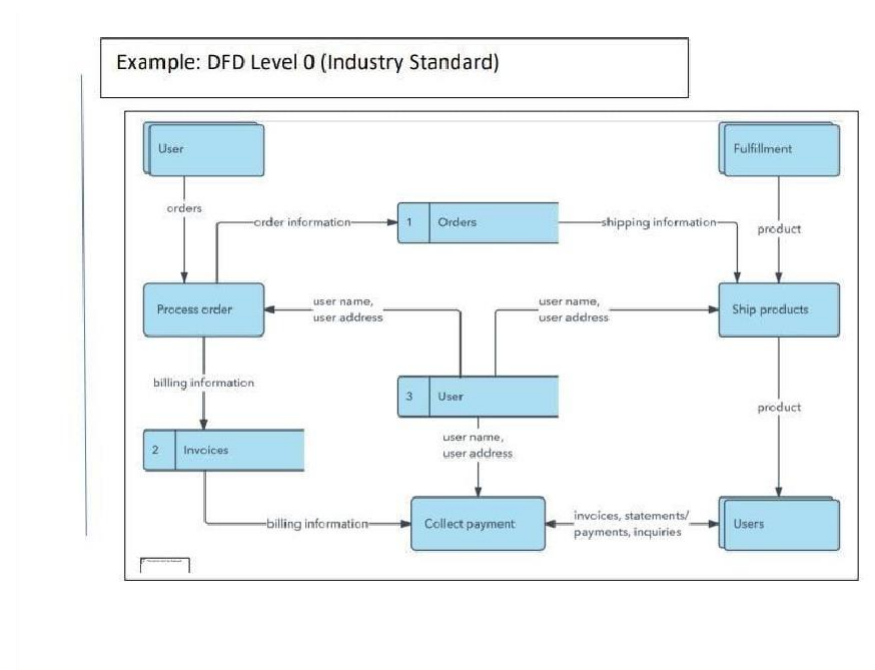 Example: DFD Level 0 (Industry Standard)
User
Fulfillment
orders
order information
1 Orders
shipping information
product
Process order
user name,
user address
user name,
user address
Ship products
billing information
3 User
product
2 Invoices
user name,
user address
billing information
Collect payment
invoices, statements/
payments, inquiries
Users